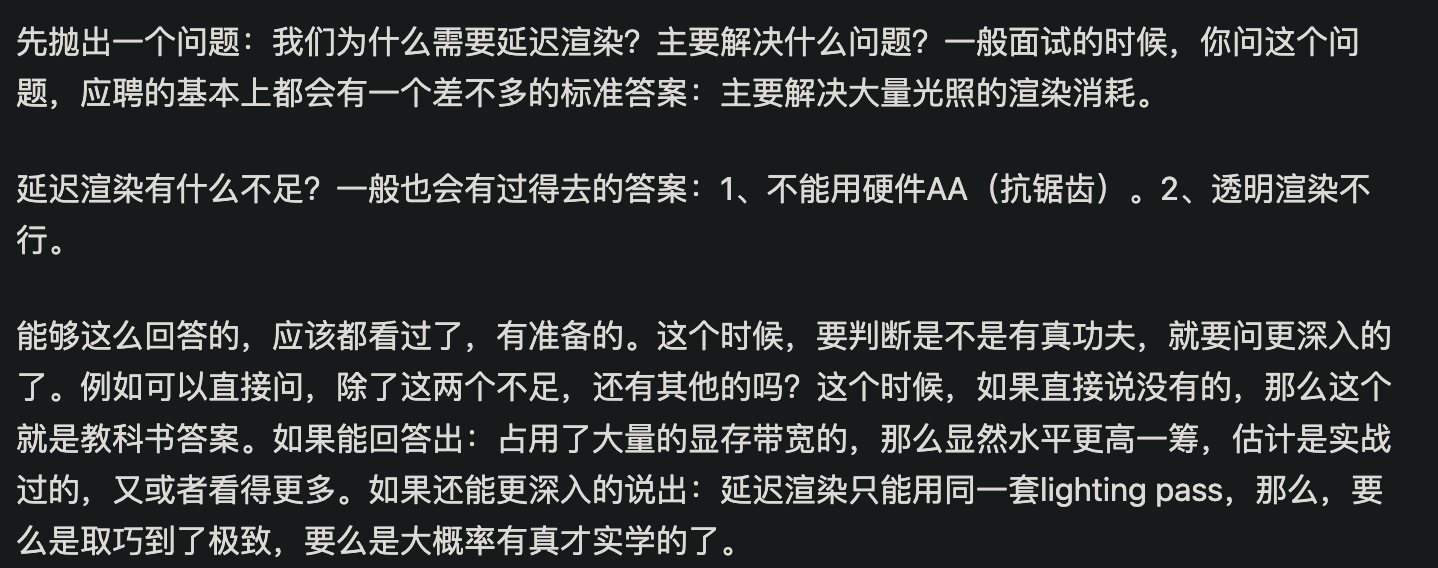 先抛出一个问题：我们为什么需要延迟渲染？主要解决什么问题？一般面试的时候，你问这个问
题，应聘的基本上都会有一个差不多的标准答案：主要解决大量光照的渲染消耗。
延迟渲染有什么不足？一般也会有过得去的答案：1、不能用硬件AA（抗锯齿）。2、透明渲染不
行。
能够这么回答的，应该都看过了，有准备的。这个时候，要判断是不是有真功夫，就要问更深入的
了。例如可以直接问，除了这两个不足，还有其他的吗？这个时候，如果直接说没有的，那么这个
就是教科书答案。如果能回答出：占用了大量的显存带宽的，那么显然水平更高一筹，估计是实战
过的，又或者看得更多。如果还能更深入的说出：延迟渲染只能用同一套lighting pass，那么，要
么是取巧到了极致，要么是大概率有真才实学的了。